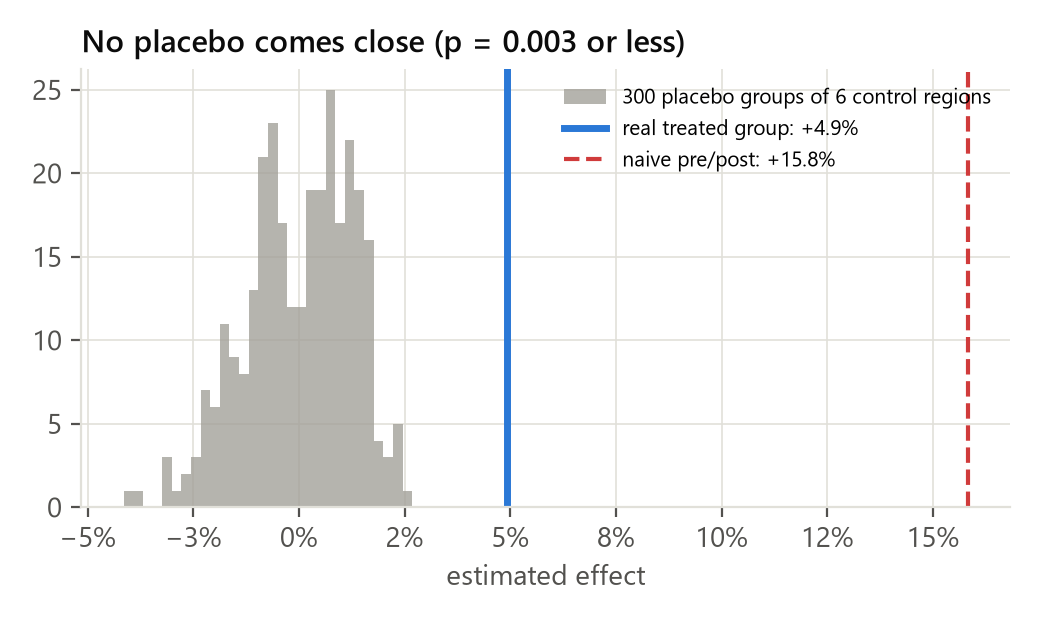 No placebo comes close (p = 0.003 or less)
300 placebo groups of 6 control regions
real treated group: +4.9%
naive pre/post: +15.8%
25
20
15
10
5
0
−5% −3% 0% 2% 5% 8% 10% 12% 15%
estimated effect